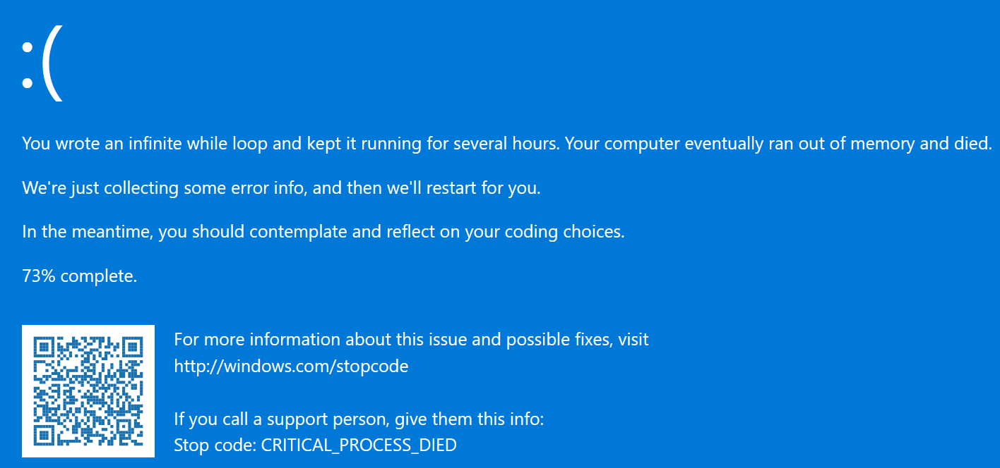 :(
You wrote an infinite while loop and kept it running for several hours. Your computer eventually ran out of memory and died.
We're just collecting some error info, and then we'll restart for you.
In the meantime, you should contemplate and reflect on your coding choices.
73% complete.
For more information about this issue and possible fixes, visit
http://windows.com/stopcode
If you call a support person, give them this info:
Stop code: CRITICAL_PROCESS_DIED